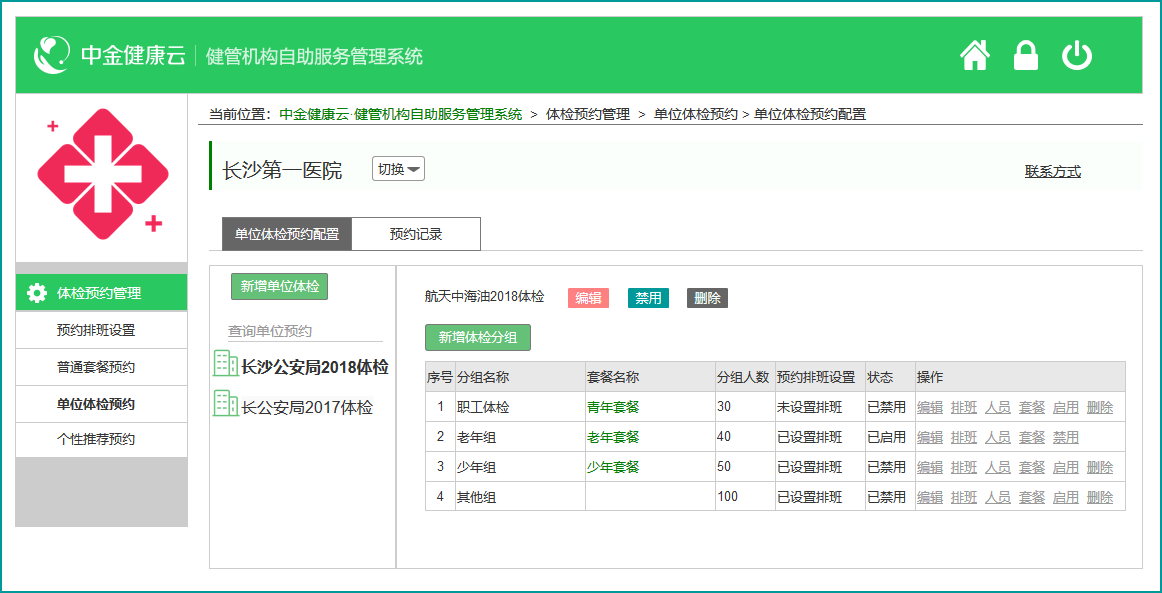 中金健康云 健管机构自助服务管理系统
当前位置：中金健康云·健管机构自助服务管理系统 > 体检预约管理 > 单位体检预约 > 单位体检预约配置
长沙第一医院 切换 联系方式
单位体检预约配置 预约记录
体检预约管理
预约排班设置
普通套餐预约
单位体检预约
个性推荐预约
新增单位体检
查询单位预约
长沙公安局2018体检
长公安局2017体检
航天中海油2018体检 编辑 禁用 删除
新增体检分组
序号 分组名称 套餐名称 分组人数 预约排班设置 状态 操作
1 职工体检 青年套餐 30 未设置排班 已禁用 编辑 排班 人员 套餐 启用 删除
2 老年组 老年套餐 40 已设置排班 已启用 编辑 排班 人员 套餐 禁用
3 少年组 少年套餐 50 已设置排班 已禁用 编辑 排班 人员 套餐 启用 删除
4 其他组 100 已设置排班 已禁用 编辑 排班 人员 套餐 启用 删除